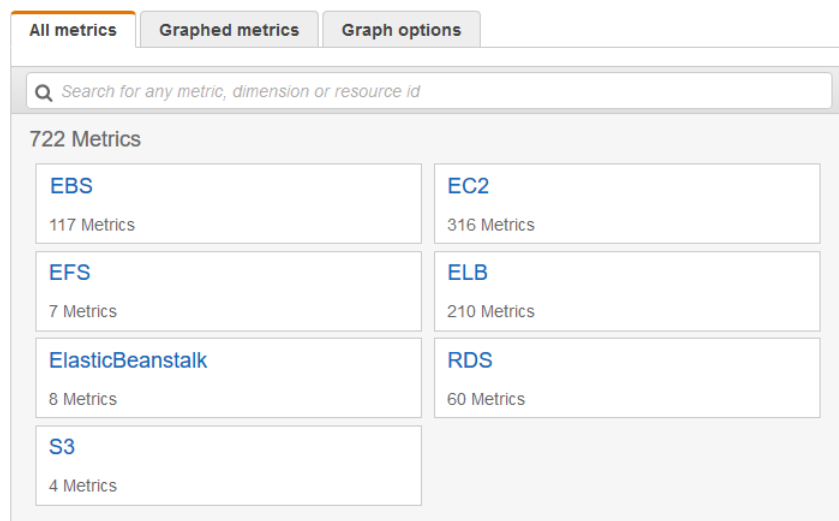 All metrics
Graphed metrics
Graph options
Search for any metric, dimension or resource id
722 Metrics
EBS
117 Metrics
EC2
316 Metrics
EFS
7 Metrics
ELB
210 Metrics
ElasticBeanstalk
8 Metrics
RDS
60 Metrics
S3
4 Metrics